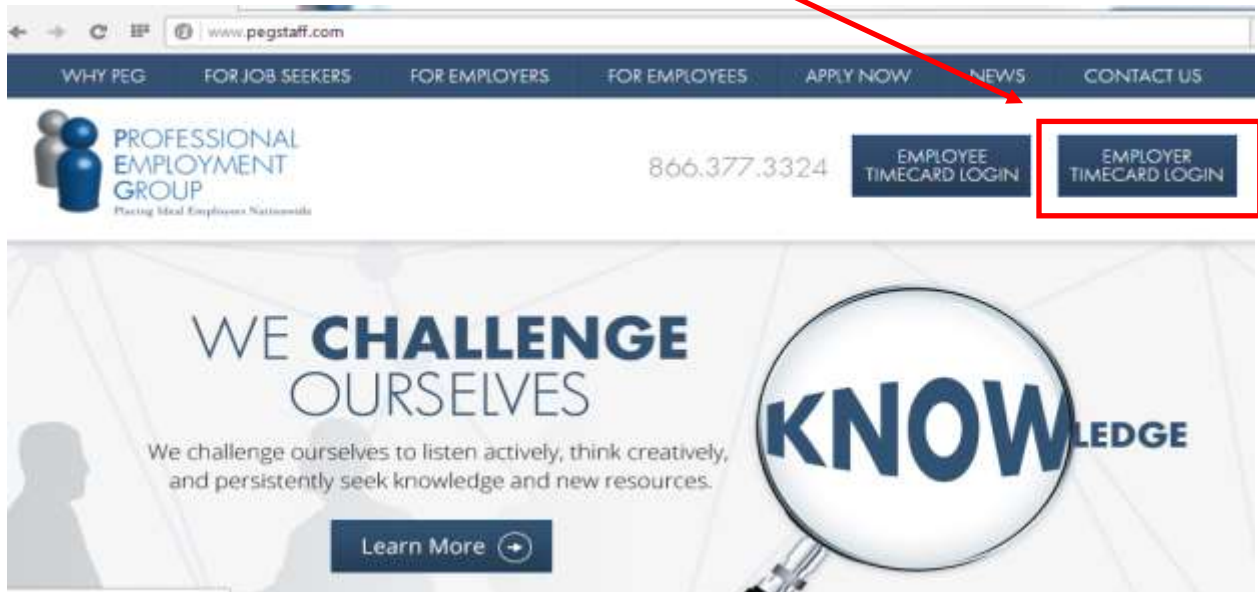 www.pegstaff.com
WHY PEG FOR JOB SEEKERS FOR EMPLOYERS FOR EMPLOYEES APPLY NOW NEWS CONTACT US
PROFESSIONAL
EMPLOYMENT
GROUP
Placing Ideal Employees Nationwide
866.377.3324
EMPLOYEE
TIMECARD LOGIN
EMPLOYER
TIMECARD LOGIN
WE CHALLENGE
OURSELVES
We challenge ourselves to listen actively, think creatively,
and persistently seek knowledge and new resources.
Learn More
KNOWLEDGE